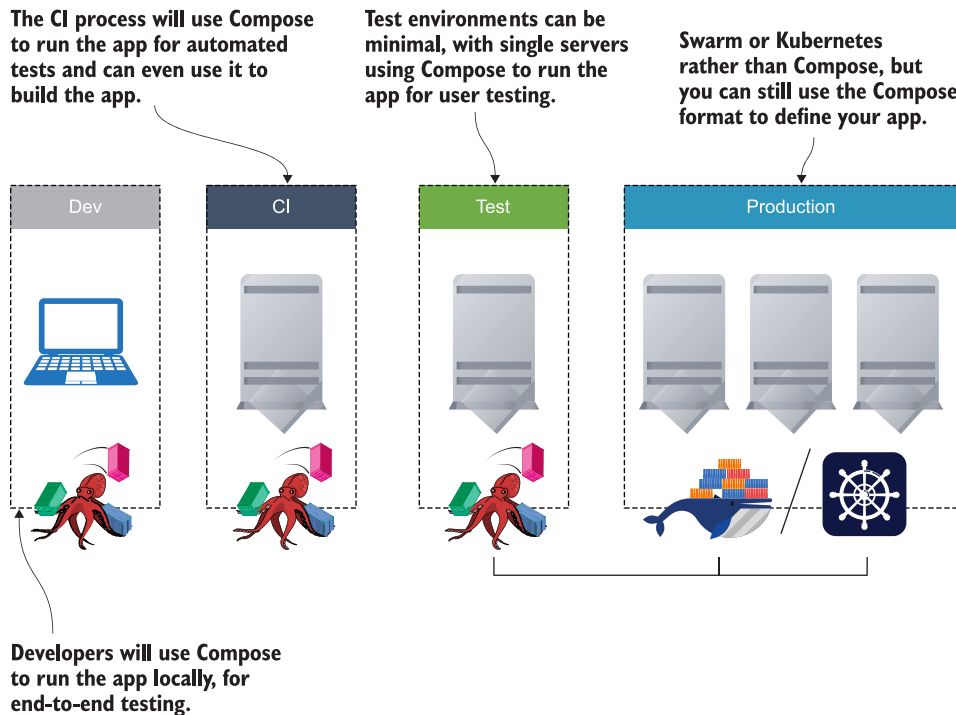 The CI process will use Compose
to run the app for automated
tests and can even use it to
build the app.
Test environments can be
minimal, with single servers
using Compose to run the
app for user testing.
Swarm or Kubernetes
rather than Compose, but
you can still use the Compose
format to define your app.
Dev
CI
Test
Production
Developers will use Compose
to run the app locally, for
end-to-end testing.